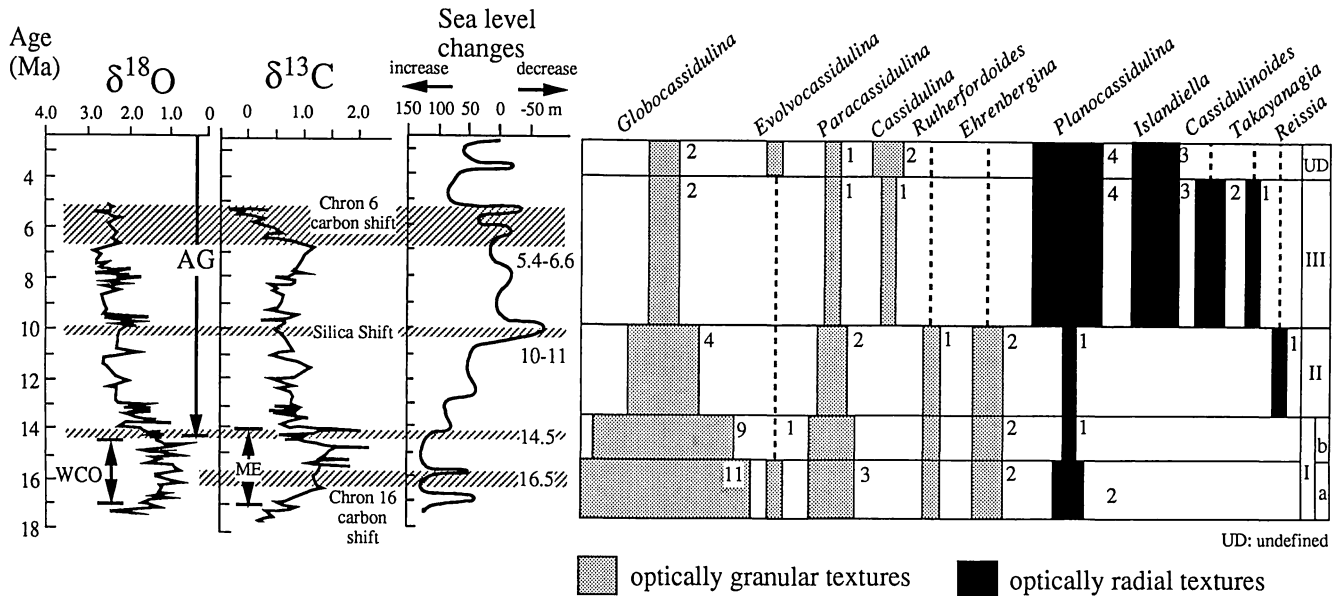 Age
(Ma)
δ18O
δ13C
Sea level
changes
increase
decrease
4.0 3.0 2.0 1.0 0
0 1.0 2.0
150 100 50 0 -50 m
4
6
8
10
12
14
16
18
AG
WCO
ME
Chron 6
carbon shift
Silica Shift
Chron 16
carbon
shift
5.4-6.6
10-11
14.5
16.5
Globocassidulina
Evolvocassidulina
Paracassidulina
Cassidulina
Rutherfordoides
Ehrenbergina
Planocassidulina
Islandiella
Cassidulinoides
Takayanagia
Reissia
2 1 2 4 3 UD
2 1 1 4 3 2 1 III
4 2 1 2 1 1 II
9 1 2 1 b
I
11 3 2 2 a
UD: undefined
optically granular textures
optically radial textures